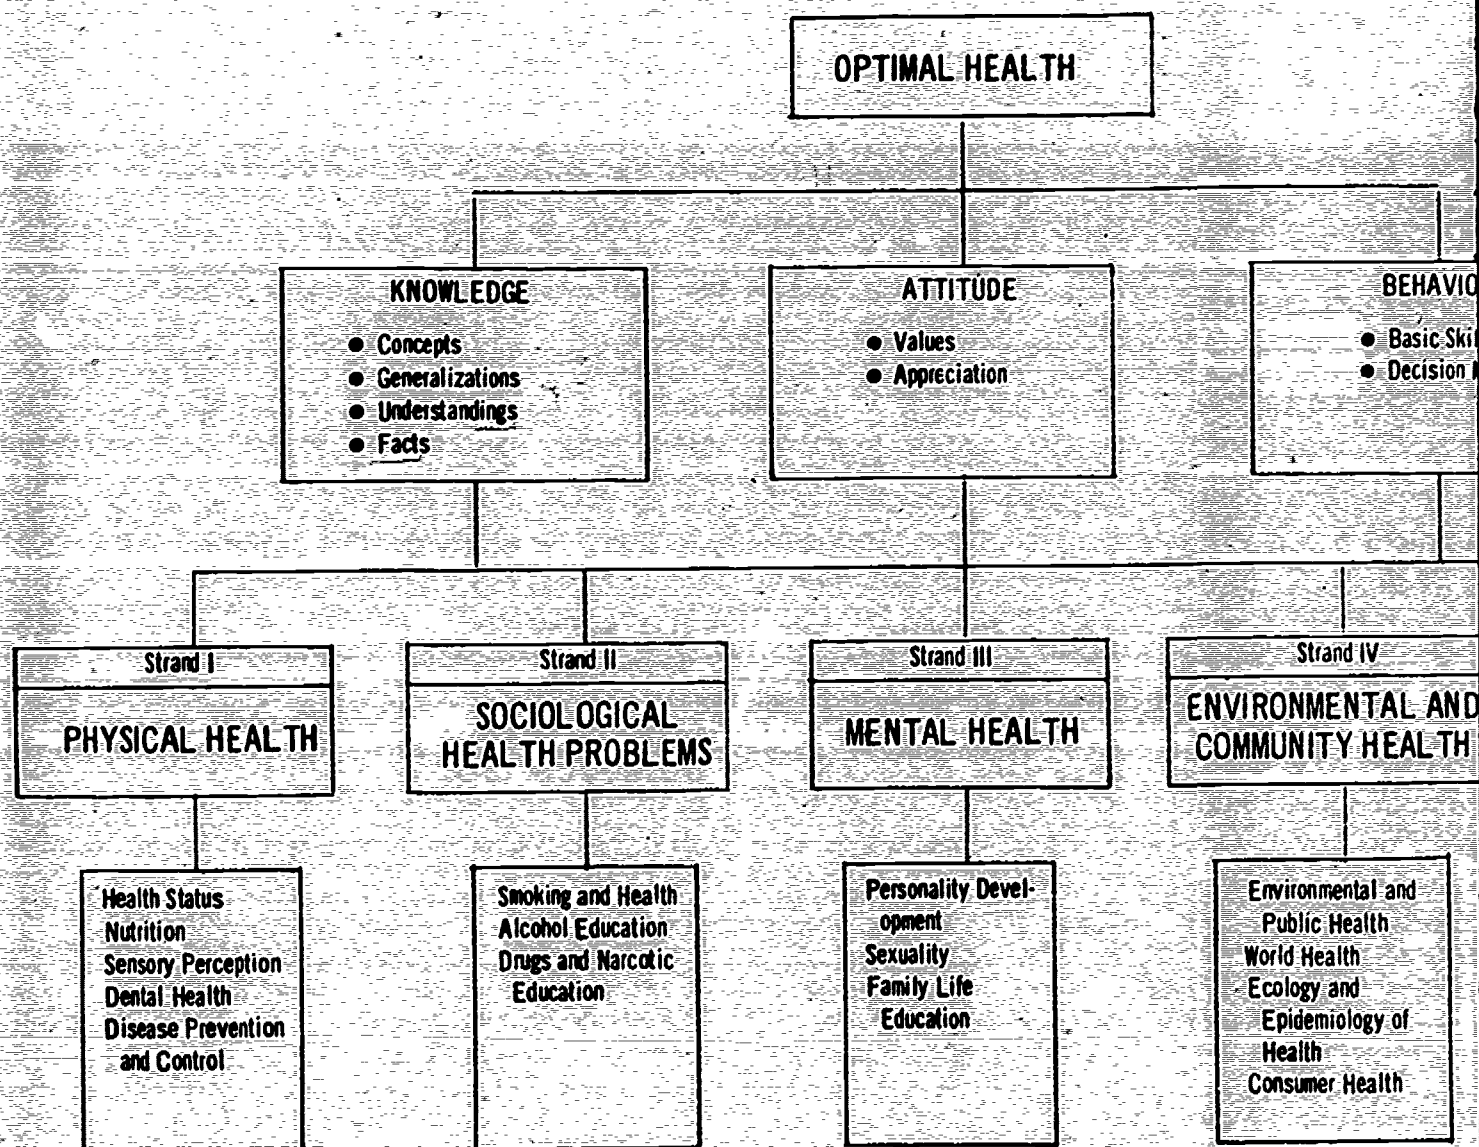 OPTIMAL HEALTH
KNOWLEDGE
● Concepts
● Generalizations
● Understandings
● Facts
ATTITUDE
● Values
● Appreciation
● Basic
● Decision
Strand I
PHYSICAL HEALTH
Strand II
SOCIOLOGICAL
HEALTH PROBLEMS
Strand III
MENTAL HEALTH
Strand IV
ENVIRONMENTAL AND
COMMUNITY HEALTH
Health Status
Nutrition
Sensory Perception
Dental Health
Disease Prevention
and Control
Smoking and Health
Alcohol Education
Drugs and Narcotic
Education
Personality Devel-
opment
Sexuality
Family Life
Education
Environmental and
Public Health
World Health
Ecology and
Epidemiology of
Health
Consumer Health